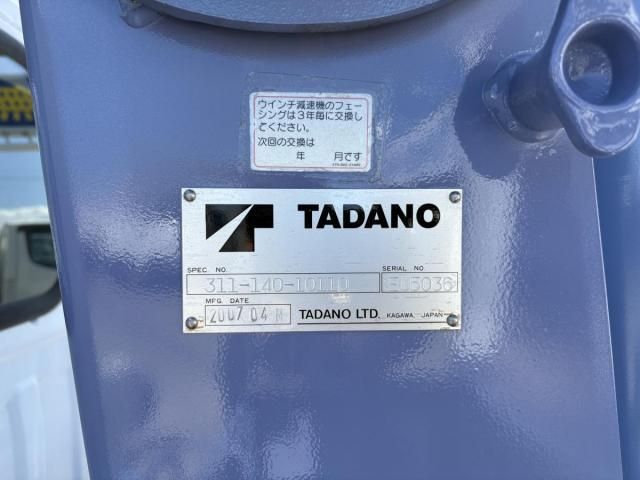 ウインチ減速機のフェー
シングは3年毎に交換し
てください。
次回の交換は
年 月です
TADANO
SPEC. NO. SERIAL NO.
311-140-10110
MFG. DATE
2007 04
TADANO LTD. KAGAWA, JAPAN